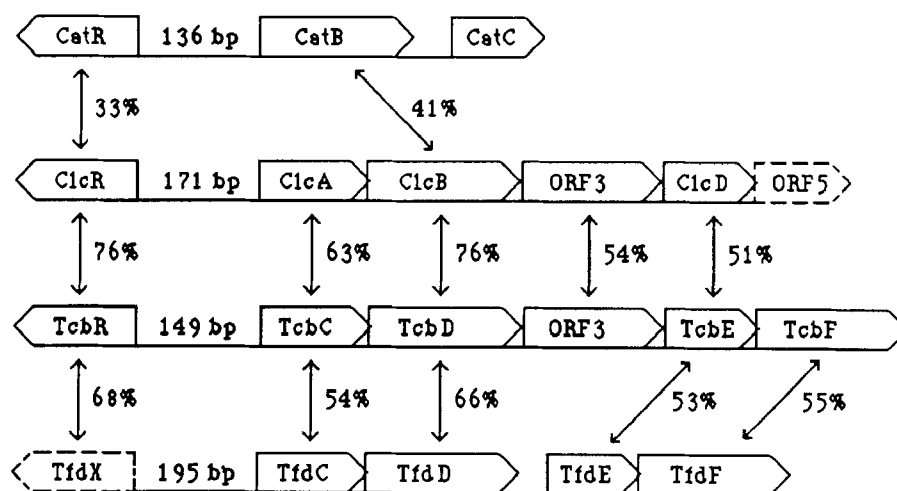 CatR 136 bp CatB CatC
33% 41%
ClcR 171 bp ClcA ClcB ORF3 ClcD ORF5
76% 63% 76% 54% 51%
TcbR 149 bp TcbC TcbD ORF3 TcbE TcbF
68% 54% 66% 53% 55%
TfdX 195 bp TfdC TfdD TfdE TfdF